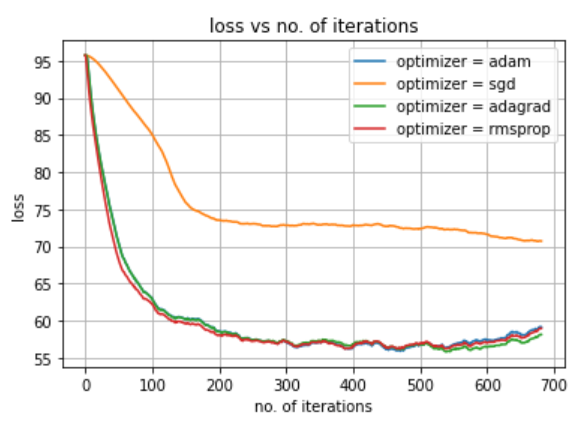 loss vs no. of iterations
optimizer = adam
optimizer = sgd
optimizer = adagrad
optimizer = rmsprop
95
90
85
80
75
70
65
60
55
loss
0 100 200 300 400 500 600 700
no. of iterations